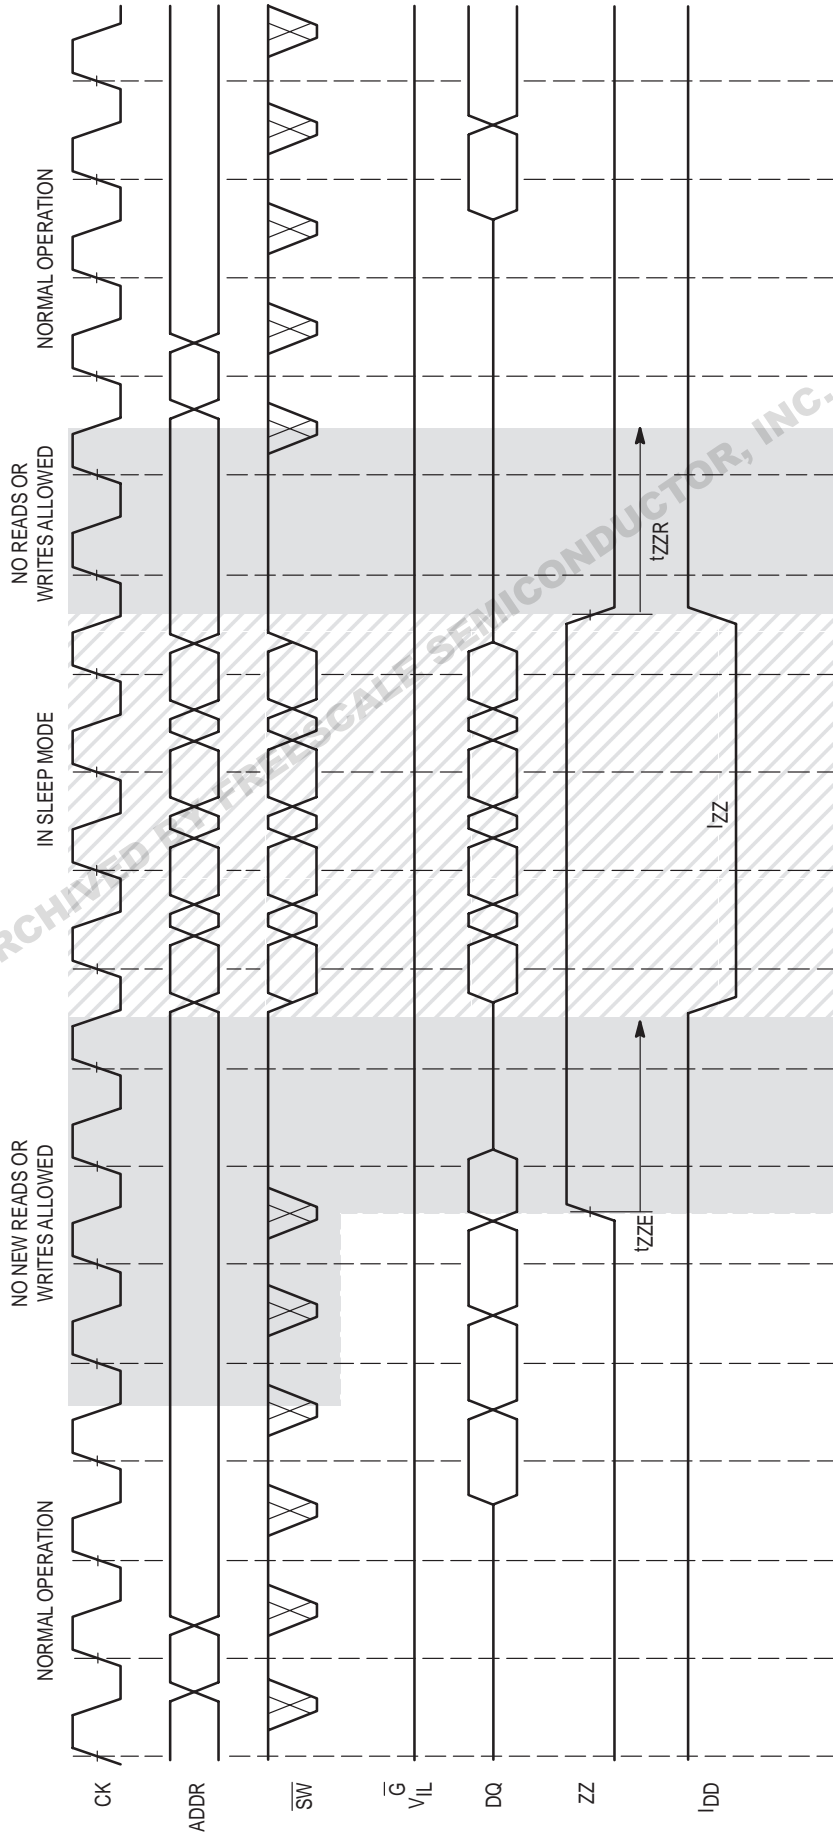 NORMAL OPERATION
NO NEW READS OR
WRITES ALLOWED
IN SLEEP MODE
NO READS OR
WRITES ALLOWED
NORMAL OPERATION
CK
ADDR
SW
G
VIL
DQ
ZZ
tZZE
tZZR
IDD
IZZ
ARCHIVED BY FREESCALE SEMICONDUCTOR, INC.